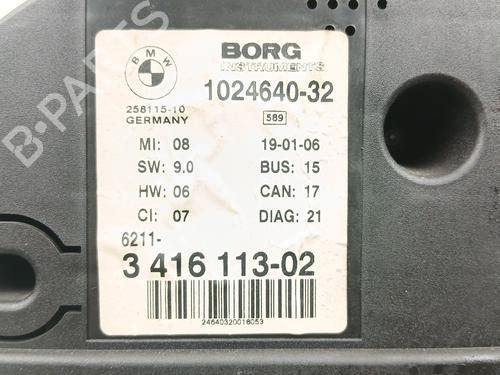 BMW
BORG
INSTRUMENTS
1024640-32
258115-10
GERMANY
589
MI: 08
19-01-06
SW: 9.0
BUS: 15
HW: 06
CAN: 17
CI: 07
DIAG: 21
6211-
3 416 113-02
24640320018053
B-PARTS